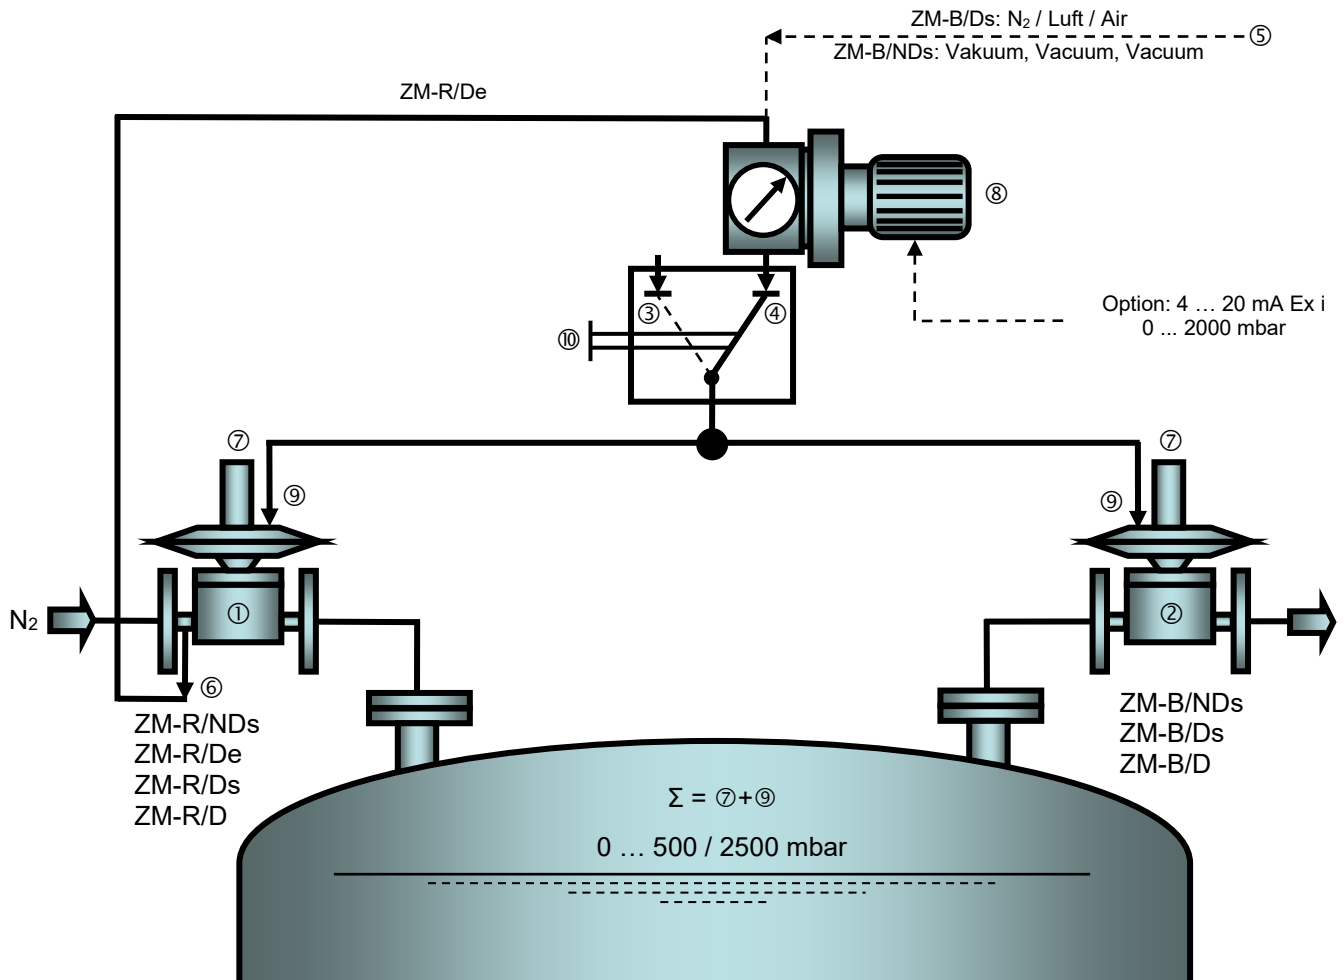 ZM-B/Ds: N₂ / Luft / Air
⑤
ZM-B/NDs: Vakuum, Vacuum, Vacuum
ZM-R/De
⑧
③
④
Option: 4 … 20 mA Ex i
0 ... 2000 mbar
⑩
⑦
⑦
⑨
⑨
N₂
①
②
⑥
ZM-R/NDs
ZM-R/De
ZM-R/Ds
ZM-R/D
ZM-B/NDs
ZM-B/Ds
ZM-B/D
Σ = ⑦+⑨
0 … 500 / 2500 mbar